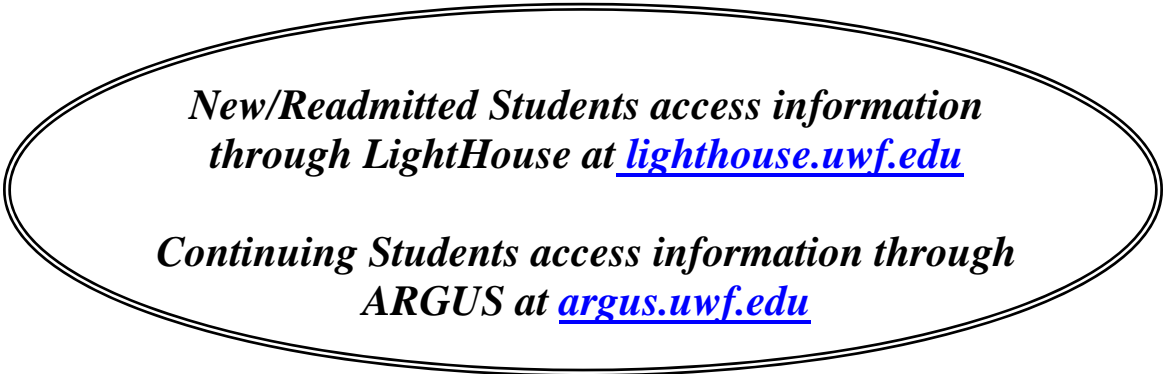 New/Readmitted Students access information
through LightHouse at lighthouse.uwf.edu
Continuing Students access information through
ARGUS at argus.uwf.edu